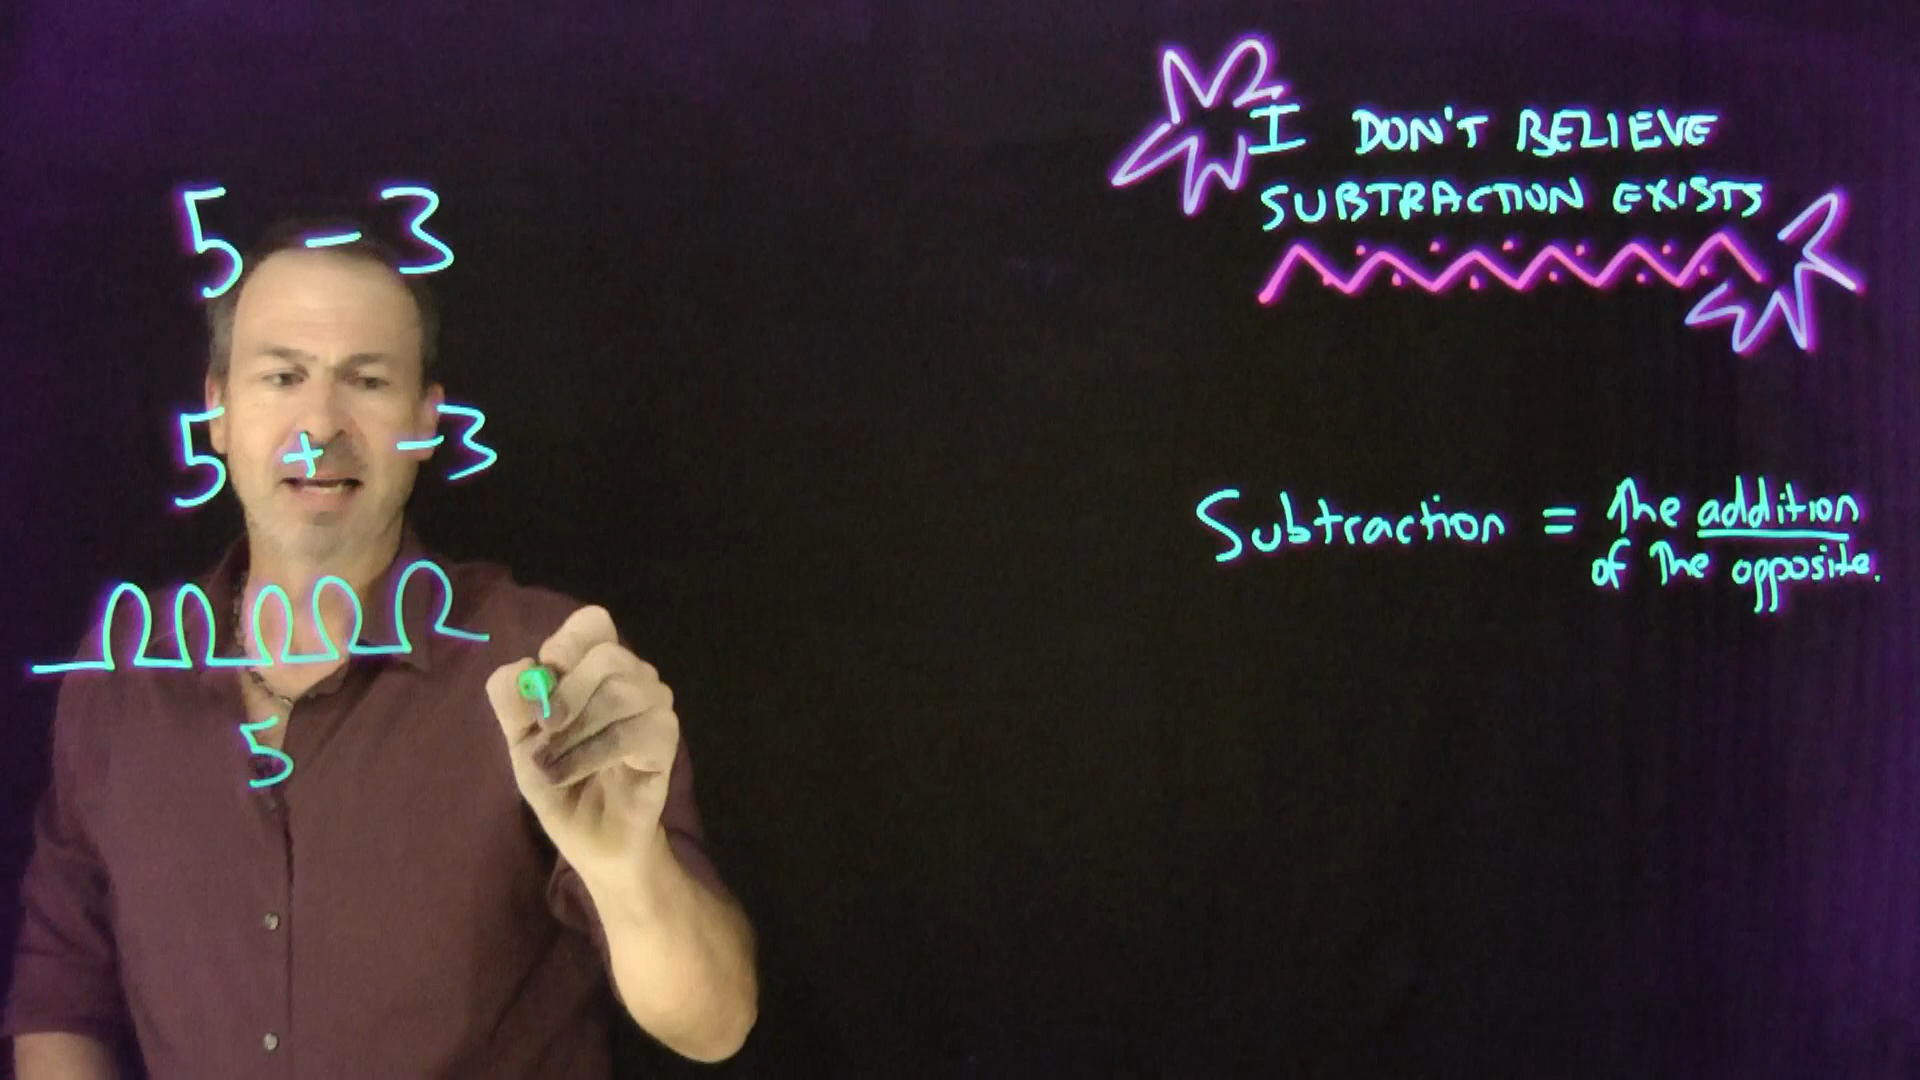 I DON'T BELIEVE
SUBTRACTION EXISTS
5 - 3
5 + -3
5
Subtraction = The addition
of The opposite.